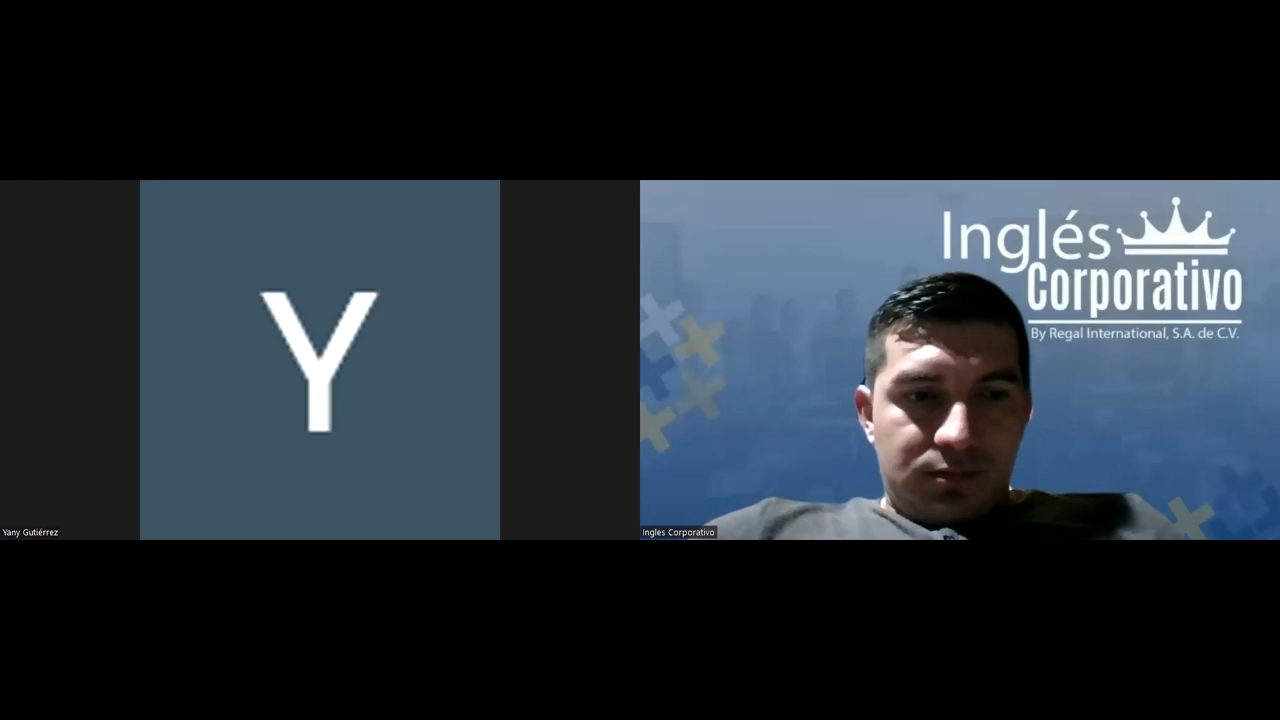 Y
Yany Gutiérrez
Inglés
Corporativo
By Regal International, S.A. de C.V.
Ingles Corporativo